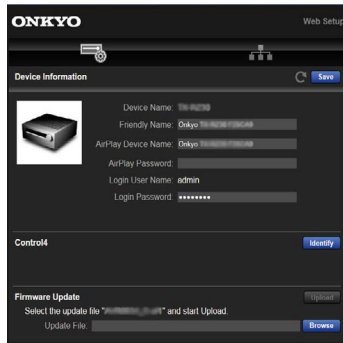 ONKYO
Web Setup
Device Information
Save
Device Name:
Friendly Name: Onkyo
AirPlay Device Name: Onkyo
AirPlay Password:
Login User Name: admin
Login Password: ••••••••
Control4
Identify
Firmware Update
Upload
Select the update file " " and start Upload.
Update File:
Browse